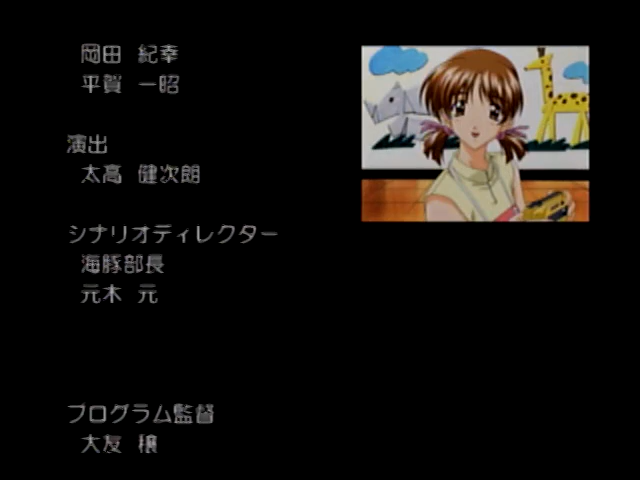 岡田 紀幸
平賀 一昭
演出
太高 健次朗
シナリオディレクター
海豚部長
元木 元
プログラム監督
大友 穣